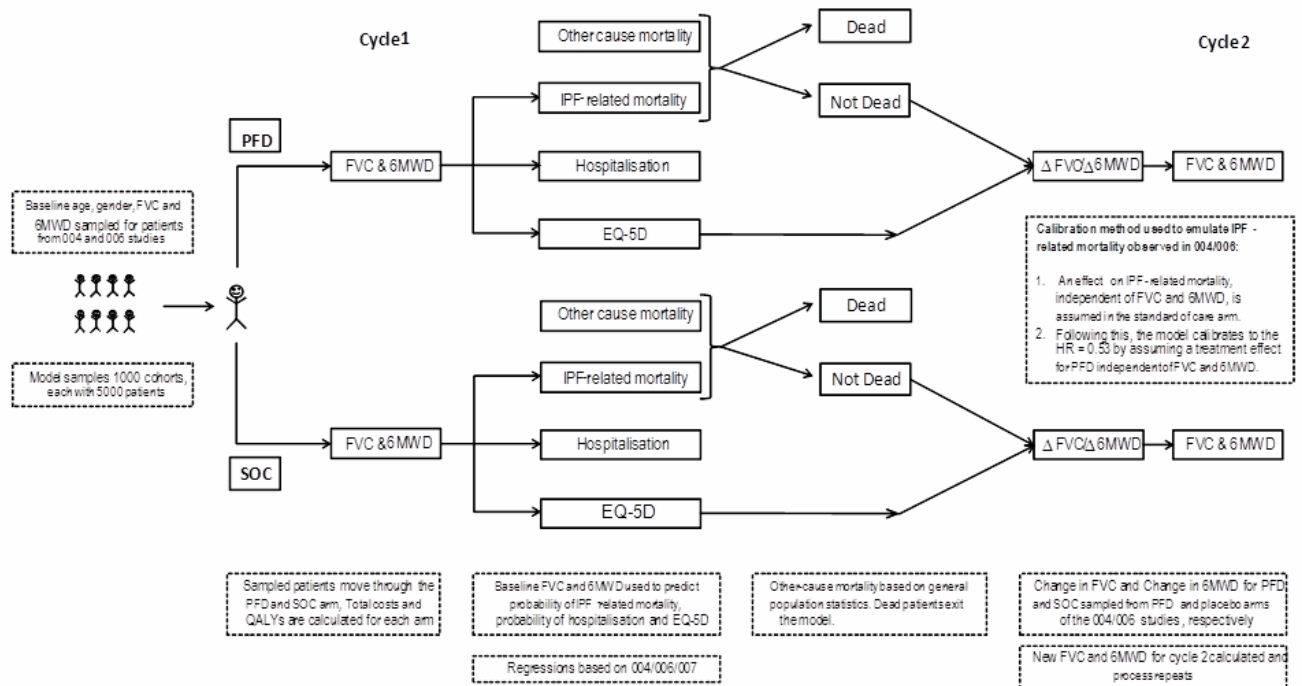 Cycle1
Cycle2
Other cause mortality
Dead
IPF-related mortality
Not Dead
PFD
FVC & 6MWD
Hospitalisation
Δ FVC/Δ6MWD
FVC & 6MWD
EQ-5D
Baseline age, gender, FVC and
6MWD sampled for patients
from 004 and 006 studies
Model samples 1000 cohorts,
each with 5000 patients
Calibration method used to emulate IPF -
related mortality observed in 004/006:
1. An effect on IPF-related mortality,
independent of FVC and 6MWD, is
assumed in the standard of care arm.
2. Following this, the model calibrates to the
HR = 0.53 by assuming a treatment effect
for PFD independent of FVC and 6MWD.
Other cause mortality
Dead
IPF-related mortality
Not Dead
FVC & 6MWD
Hospitalisation
Δ FVC/Δ6MWD
FVC & 6MWD
SOC
EQ-5D
Sampled patients move through the
PFD and SOC arm, Total costs and
QALYs are calculated for each arm
Baseline FVC and 6MWD used to predict
probability of IPF related mortality,
probability of hospitalisation and EQ-5D
Regressions based on 004/006/007
Other-cause mortality based on general
population statistics. Dead patients exit
the model.
Change in FVC and Change in 6MWD for PFD
and SOC sampled from PFD and placebo arms
of the 004/006 studies, respectively
New FVC and 6MWD for cycle 2 calculated and
process repeats